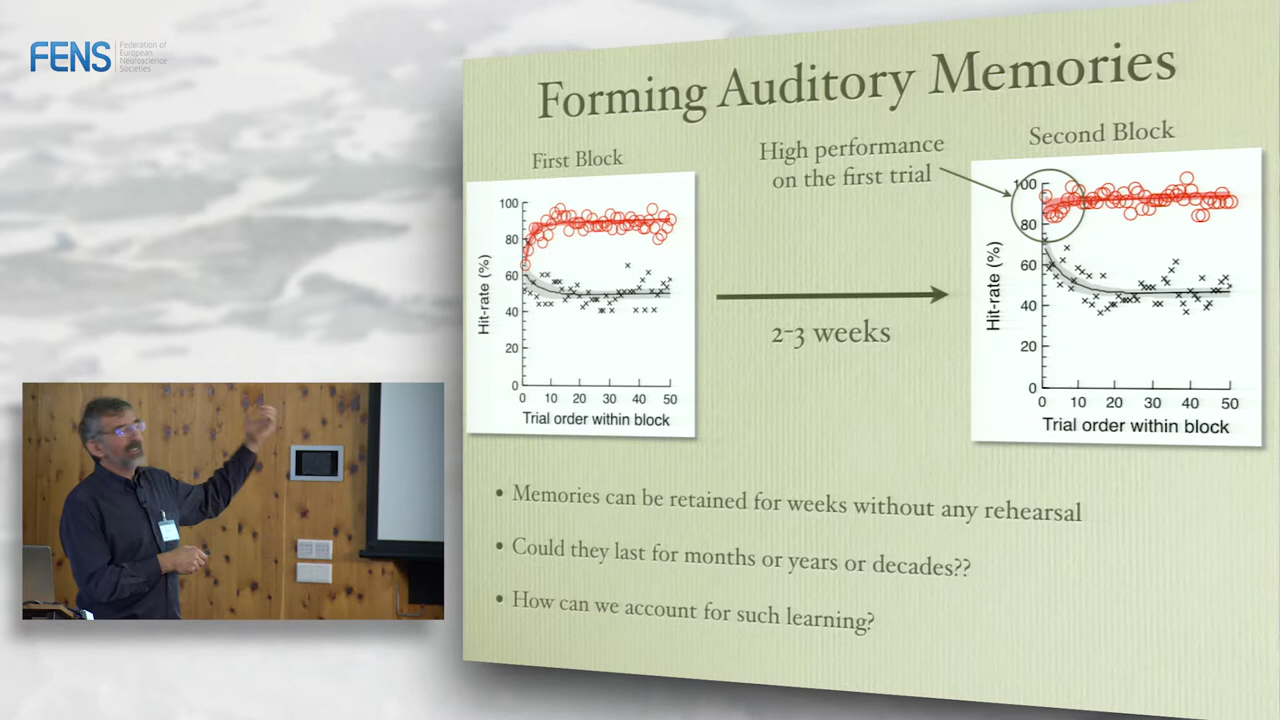 FENS
Federation of
European
Neuroscience
Societies
Forming Auditory Memories
First Block
High performance
on the first trial
Second Block
100
80
60
40
20
0
Hit-rate (%)
0 10 20 30 40 50
Trial order within block
2-3 weeks
100
80
60
40
20
0
Hit-rate (%)
0 10 20 30 40 50
Trial order within block
• Memories can be retained for weeks without any rehearsal
• Could they last for months or years or decades??
• How can we account for such learning?